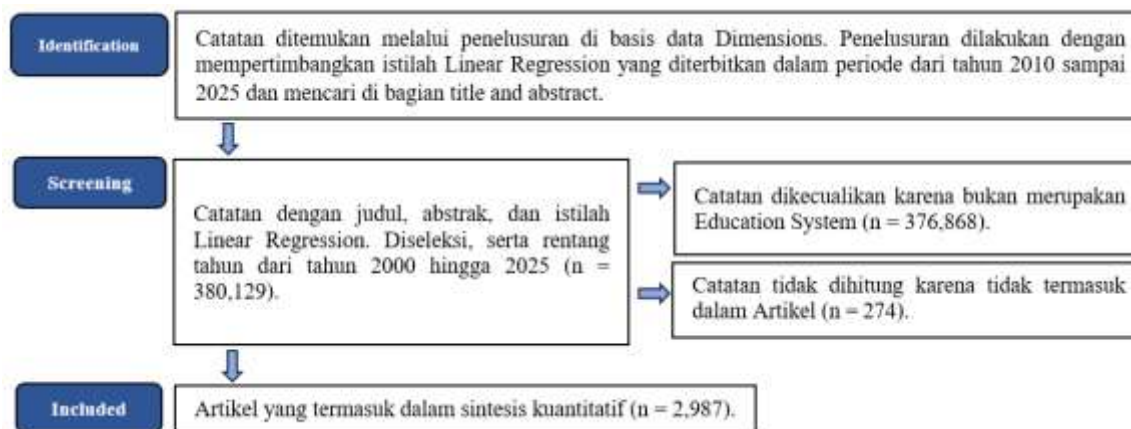 Identification
Catatan ditemukan melalui penelusuran di basis data Dimensions. Penelusuran dilakukan dengan
mempertimbangkan istilah Linear Regression yang diterbitkan dalam periode dari tahun 2010 sampai
2025 dan mencari di bagian title and abstract.
Screening
Catatan dengan judul, abstrak, dan istilah
Linear Regression. Diseleksi, serta rentang
tahun dari tahun 2000 hingga 2025 (n =
380,129).
Catatan dikecualikan karena bukan merupakan
Education System (n = 376,868).
Catatan tidak dihitung karena tidak termasuk
dalam Artikel (n = 274).
Included
Artikel yang termasuk dalam sintesis kuantitatif (n = 2,987).